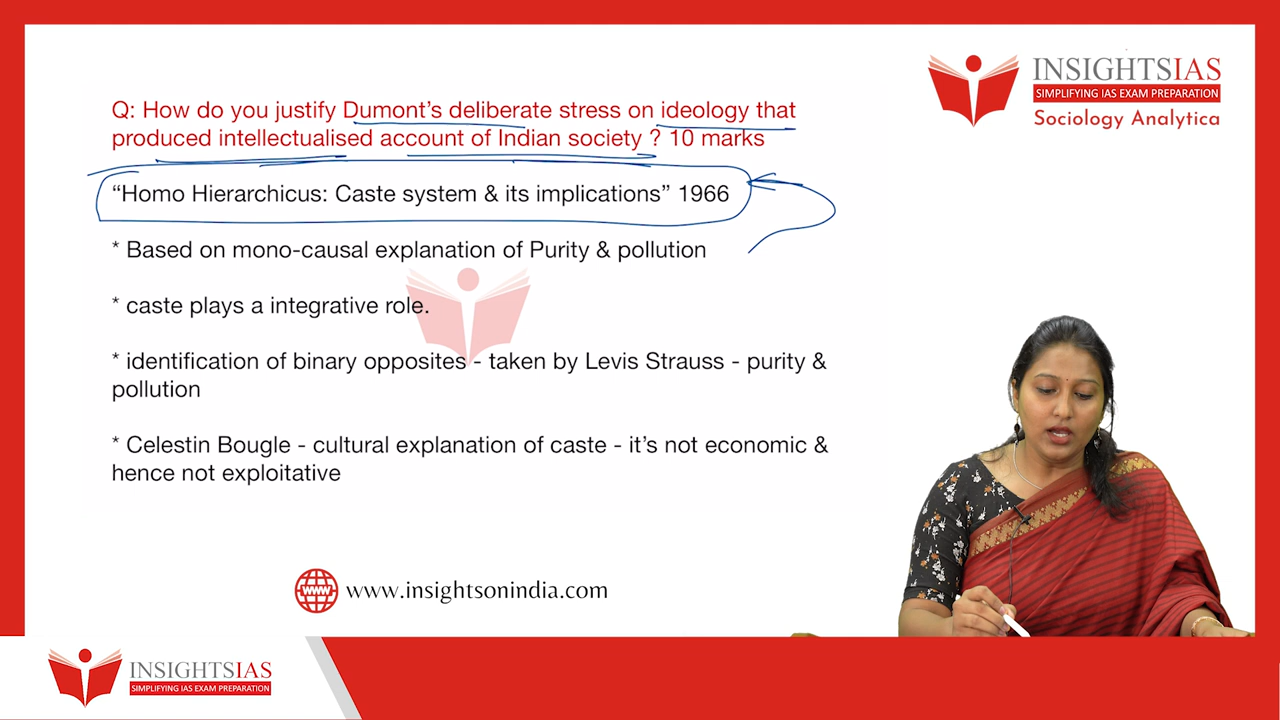 INSIGHTSIAS
SIMPLIFYING IAS EXAM PREPARATION
Sociology Analytica
Q: How do you justify Dumont's deliberate stress on ideology that
produced intellectualised account of Indian society ? 10 marks
“Homo Hierarchicus: Caste system & its implications” 1966
* Based on mono-causal explanation of Purity & pollution
* caste plays a integrative role.
* identification of binary opposites - taken by Levis Strauss - purity &
pollution
* Celestin Bougle - cultural explanation of caste - it's not economic &
hence not exploitative
WWW
www.insightsonindia.com
INSIGHTSIAS
SIMPLIFYING IAS EXAM PREPARATION